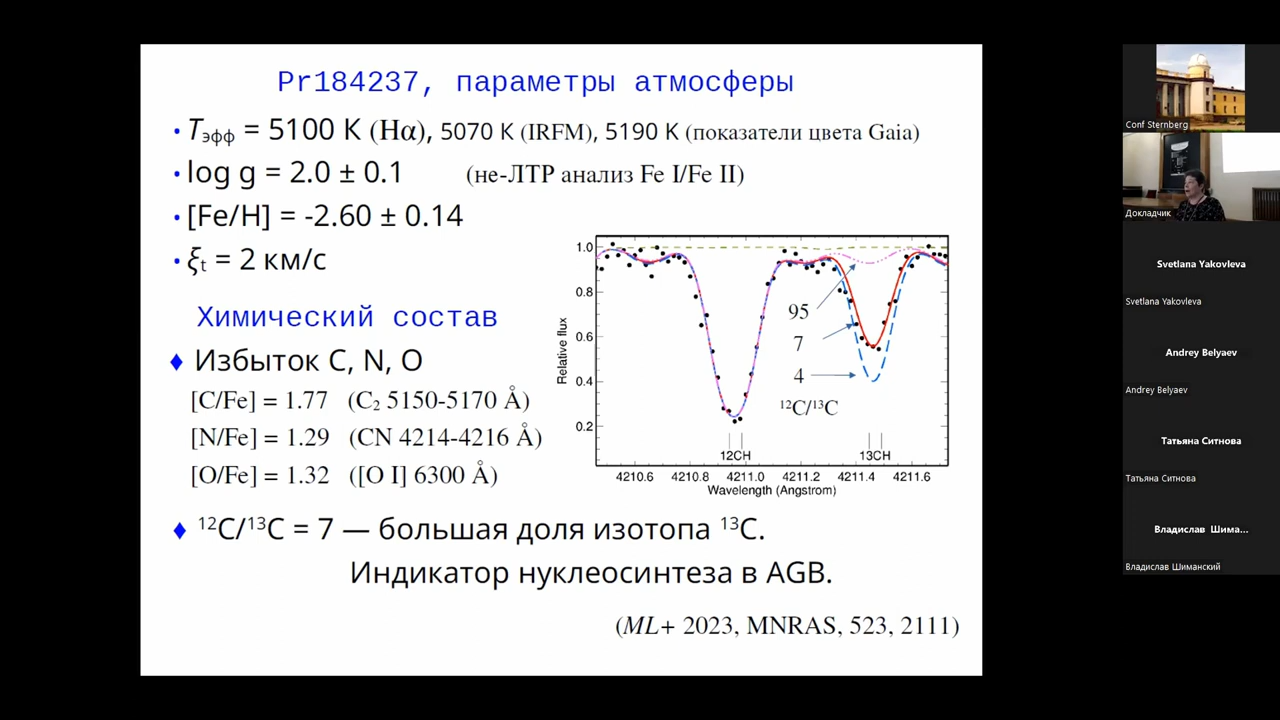 Pr184237, параметры атмосферы
• Tэфф = 5100 К (Hα), 5070 К (IRFM), 5190 К (показатели цвета Gaia)
• log g = 2.0 ± 0.1 (не-ЛТР анализ Fe I/Fe II)
• [Fe/H] = -2.60 ± 0.14
• ξt = 2 км/с
Химический состав
♦ Избыток C, N, O
[C/Fe] = 1.77 (C₂ 5150-5170 Å)
[N/Fe] = 1.29 (CN 4214-4216 Å)
[O/Fe] = 1.32 ([O I] 6300 Å)
Relative flux
1.0
0.8
0.6
0.4
0.2
95
7
4
¹²C/¹³C
12CH 13CH
4210.6 4210.8 4211.0 4211.2 4211.4 4211.6
Wavelength (Angstrom)
♦ ¹²C/¹³C = 7 — большая доля изотопа ¹³C.
Индикатор нуклеосинтеза в AGB.
(ML+ 2023, MNRAS, 523, 2111)
Conf Sternberg
Докладчик
Svetlana Yakovleva
Svetlana Yakovleva
Andrey Belyaev
Andrey Belyaev
Татьяна Ситнова
Татьяна Ситнова
Владислав Шима...
Владислав Шиманский